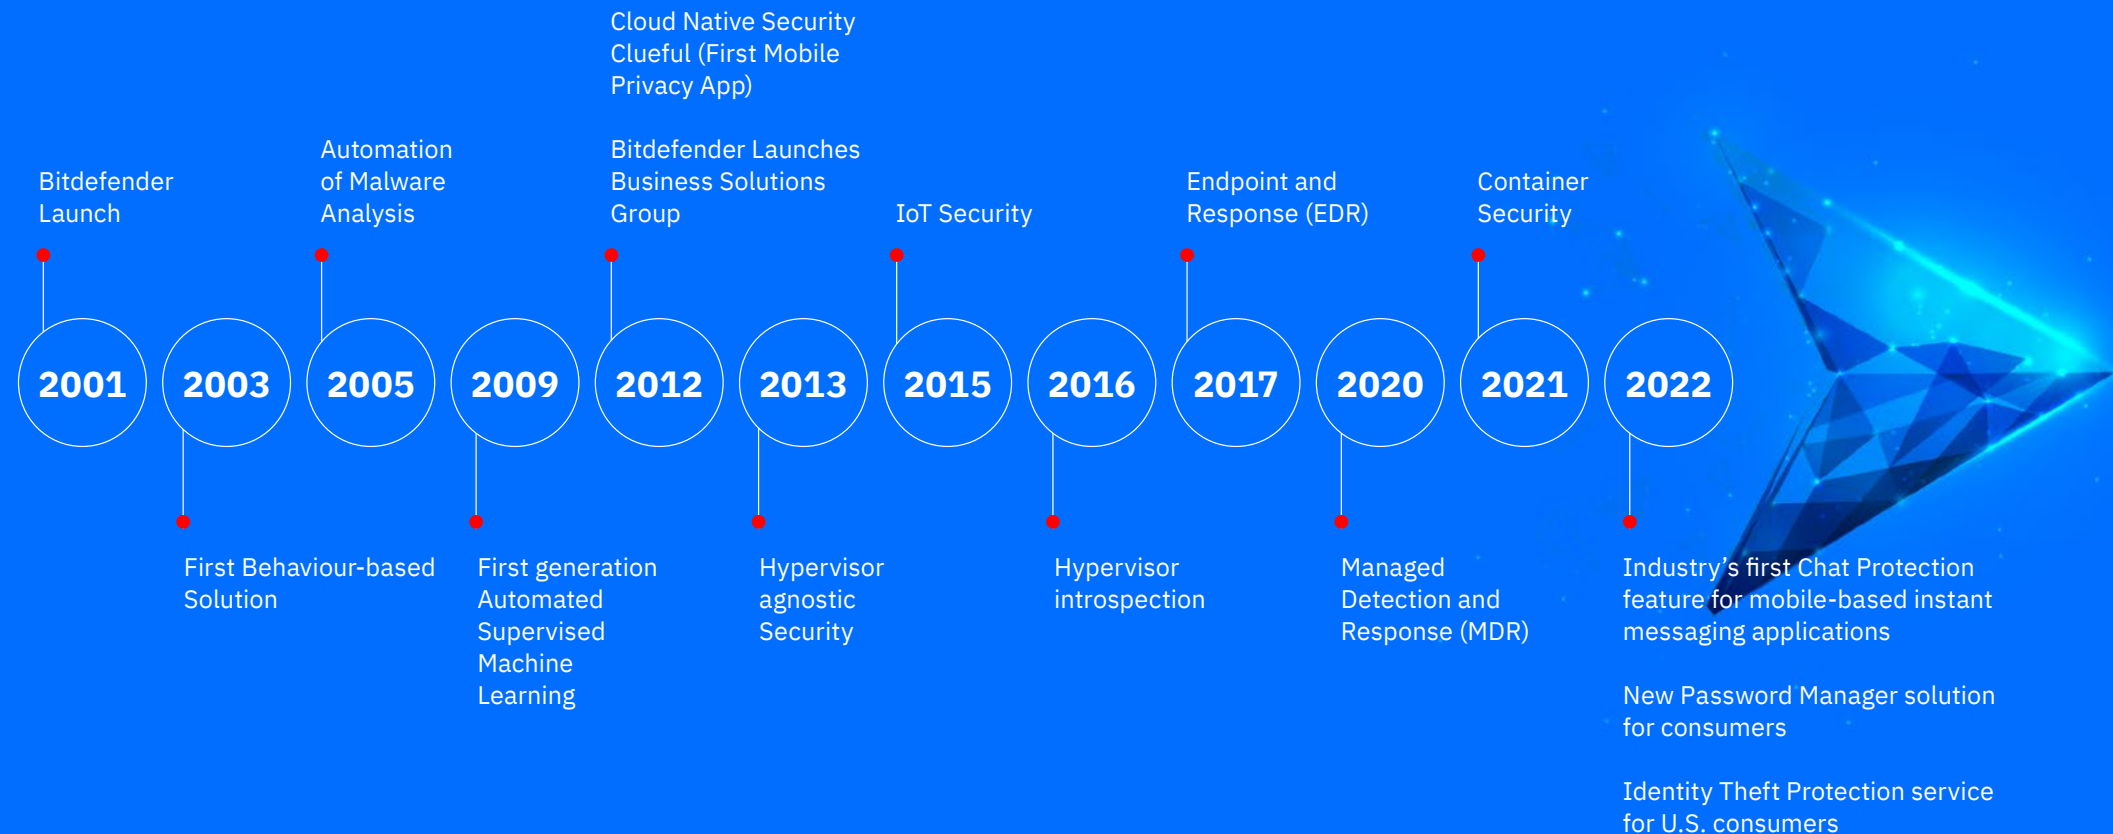 Cloud Native Security
Clueful (First Mobile
Privacy App)
Bitdefender
Launch
Automation
of Malware
Analysis
Bitdefender Launches
Business Solutions
Group
IoT Security
Endpoint and
Response (EDR)
Container
Security
2001
2003
2005
2009
2012
2013
2015
2016
2017
2020
2021
2022
First Behaviour-based
Solution
First generation
Automated
Supervised
Machine
Learning
Hypervisor
agnostic
Security
Hypervisor
introspection
Managed
Detection and
Response (MDR)
Industry's first Chat Protection
feature for mobile-based instant
messaging applications
New Password Manager solution
for consumers
Identity Theft Protection service
for U.S. consumers